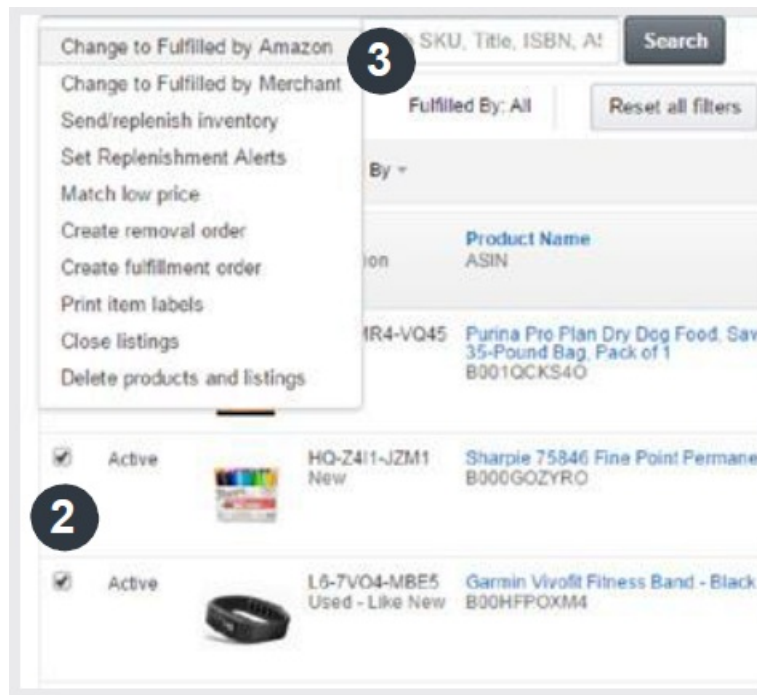 Change to Fulfilled by Amazon
3
SKU, Title, ISBN, AS
Search
Change to Fulfilled by Merchant
Fulfilled By: All
Reset all filters
Send/replenish inventory
Set Replenishment Alerts
By
Match low price
Create removal order
Product Name
ion
ASIN
Create fulfillment order
Print item labels
Close listings
MR4-VQ45
Purina Pro Plan Dry Dog Food, Sav
35-Pound Bag, Pack of 1
B001QCKS4O
Delete products and listings
Active
HQ-Z4I1-JZM1
Sharpie 75846 Fine Point Permane
New
B000GOZYRO
2
Active
L6-7VO4-MBE5
Garmin Vivofit Fitness Band - Black
Used - Like New
B00HFPOXM4